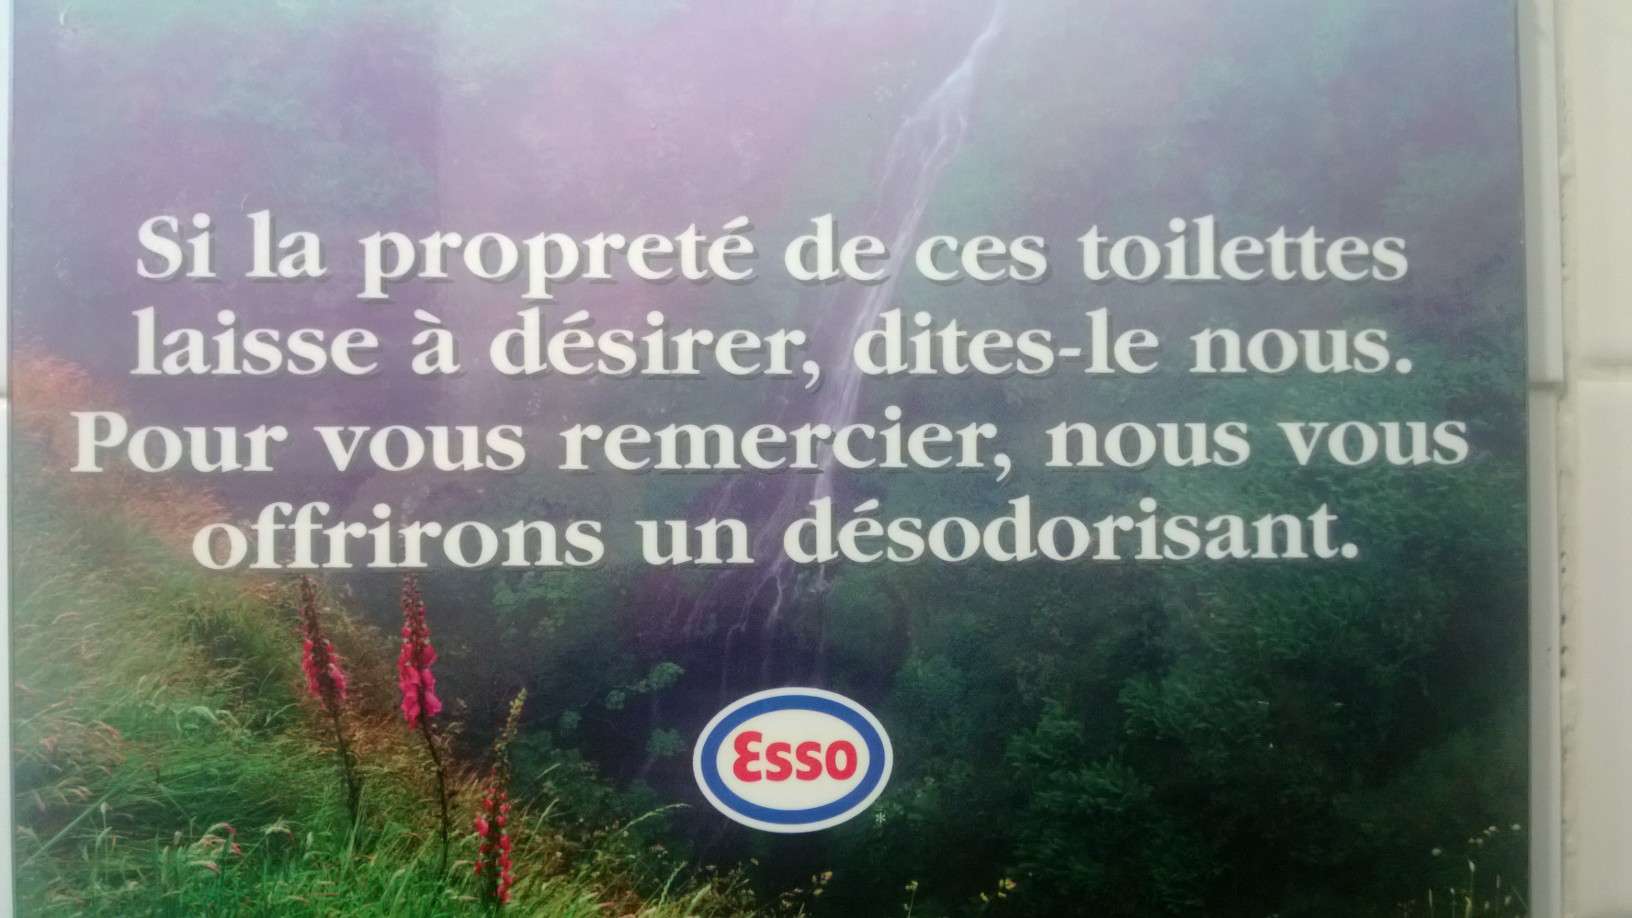 Si la propreté de ces toilettes
laisse à désirer, dites-le nous.
Pour vous remercier, nous vous
offrirons un désodorisant.
Esso
*